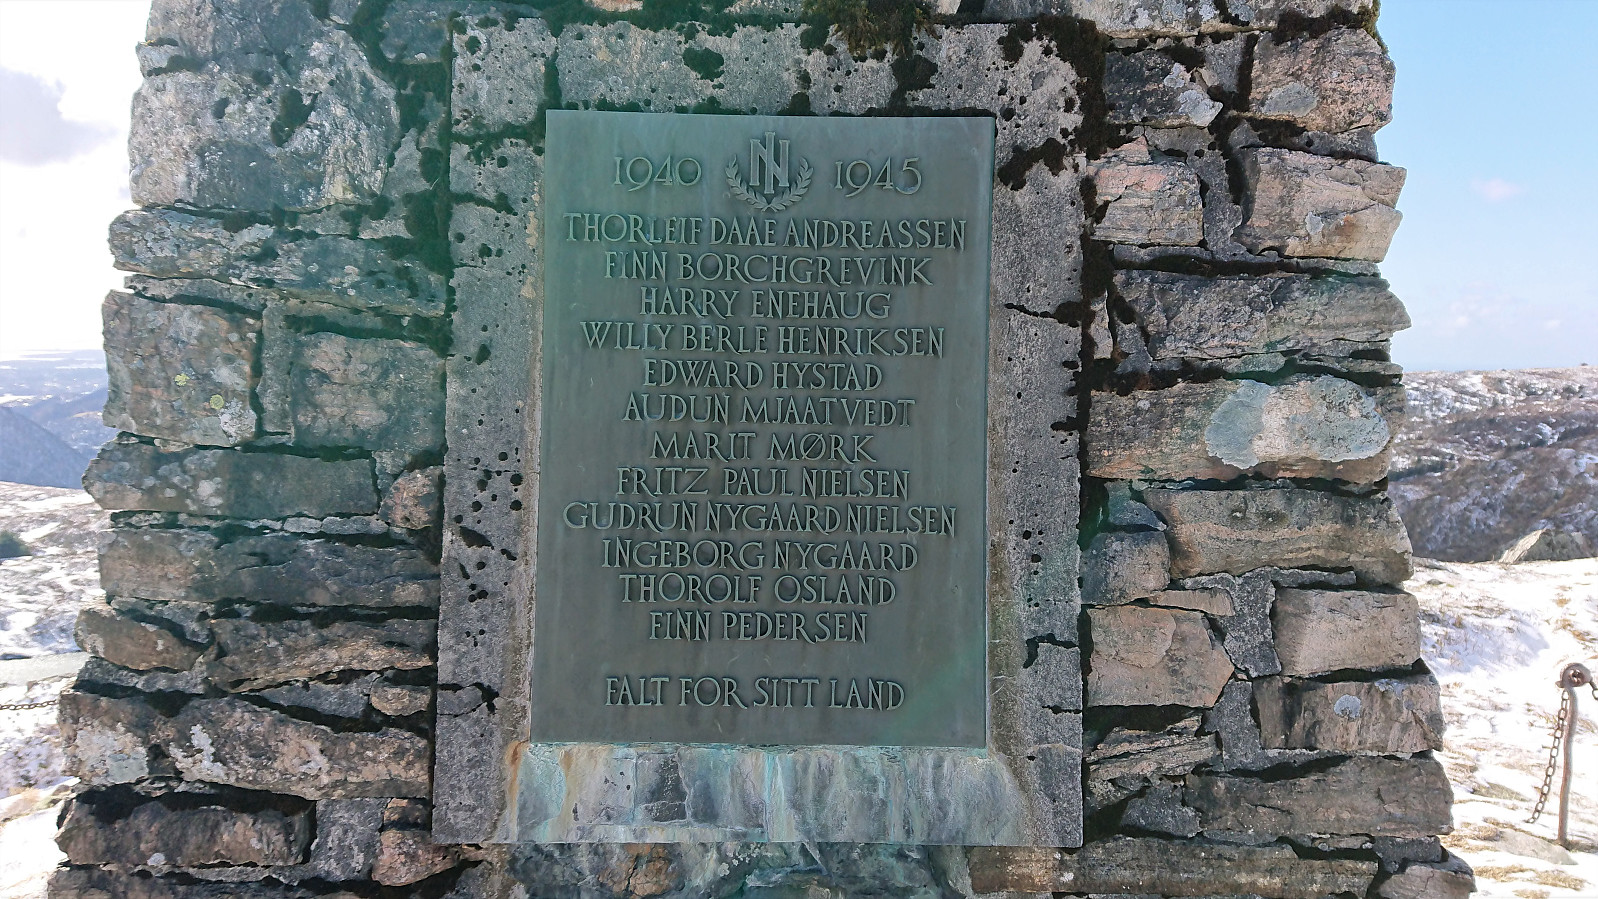 1940 IN 1945
THORLEIF DAAE ANDREASSEN
FINN BORCHGREVINK
HARRY ENEHAUG
WILLY BERLE HENRIKSEN
EDWARD HYSTAD
AUDUN MJAATVEDT
MARIT MØRK
FRITZ PAUL NIELSEN
GUDRUN NYGAARD NIELSEN
INGEBORG NYGAARD
THOROLF OSLAND
FINN PEDERSEN
FALT FOR SITT LAND